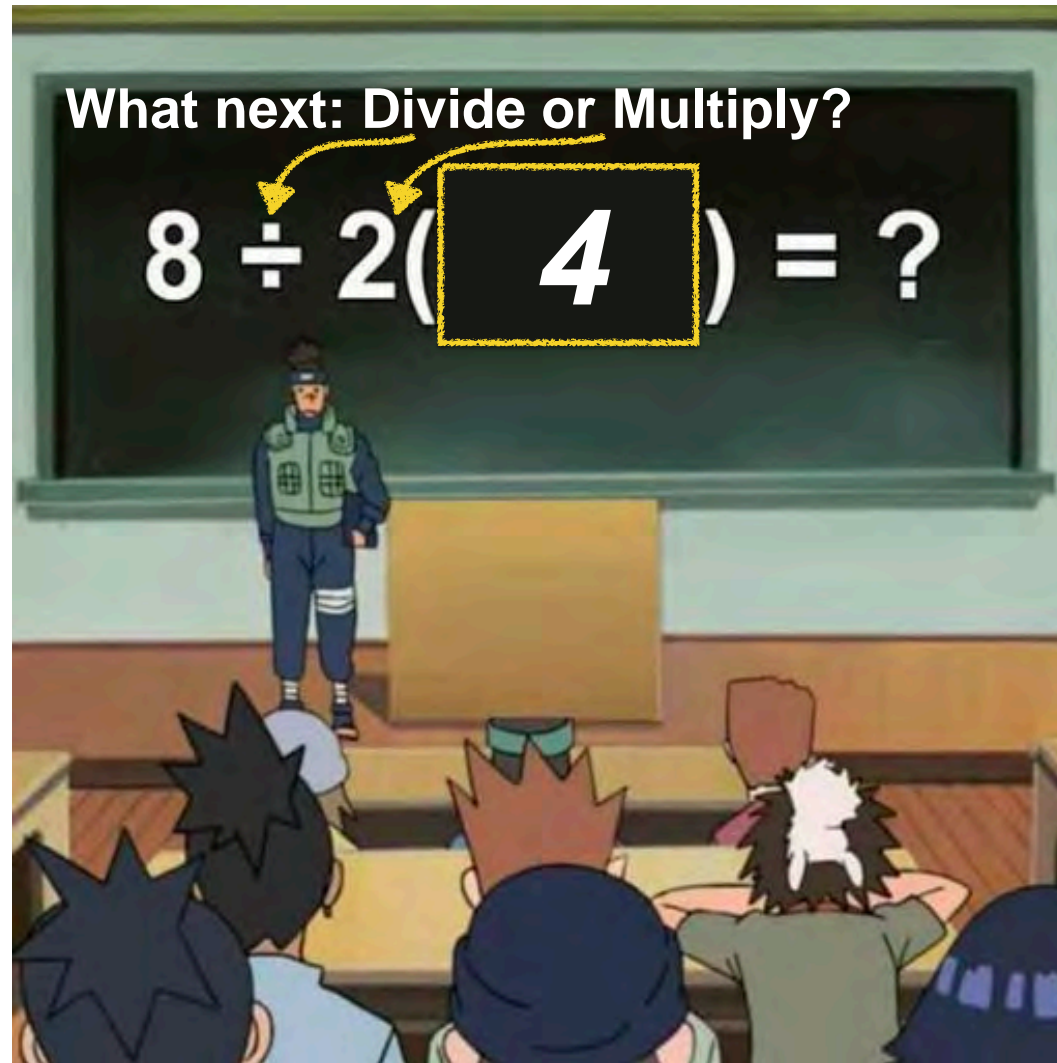 What next: Divide or Multiply?
8 ÷ 2( 4 ) = ?